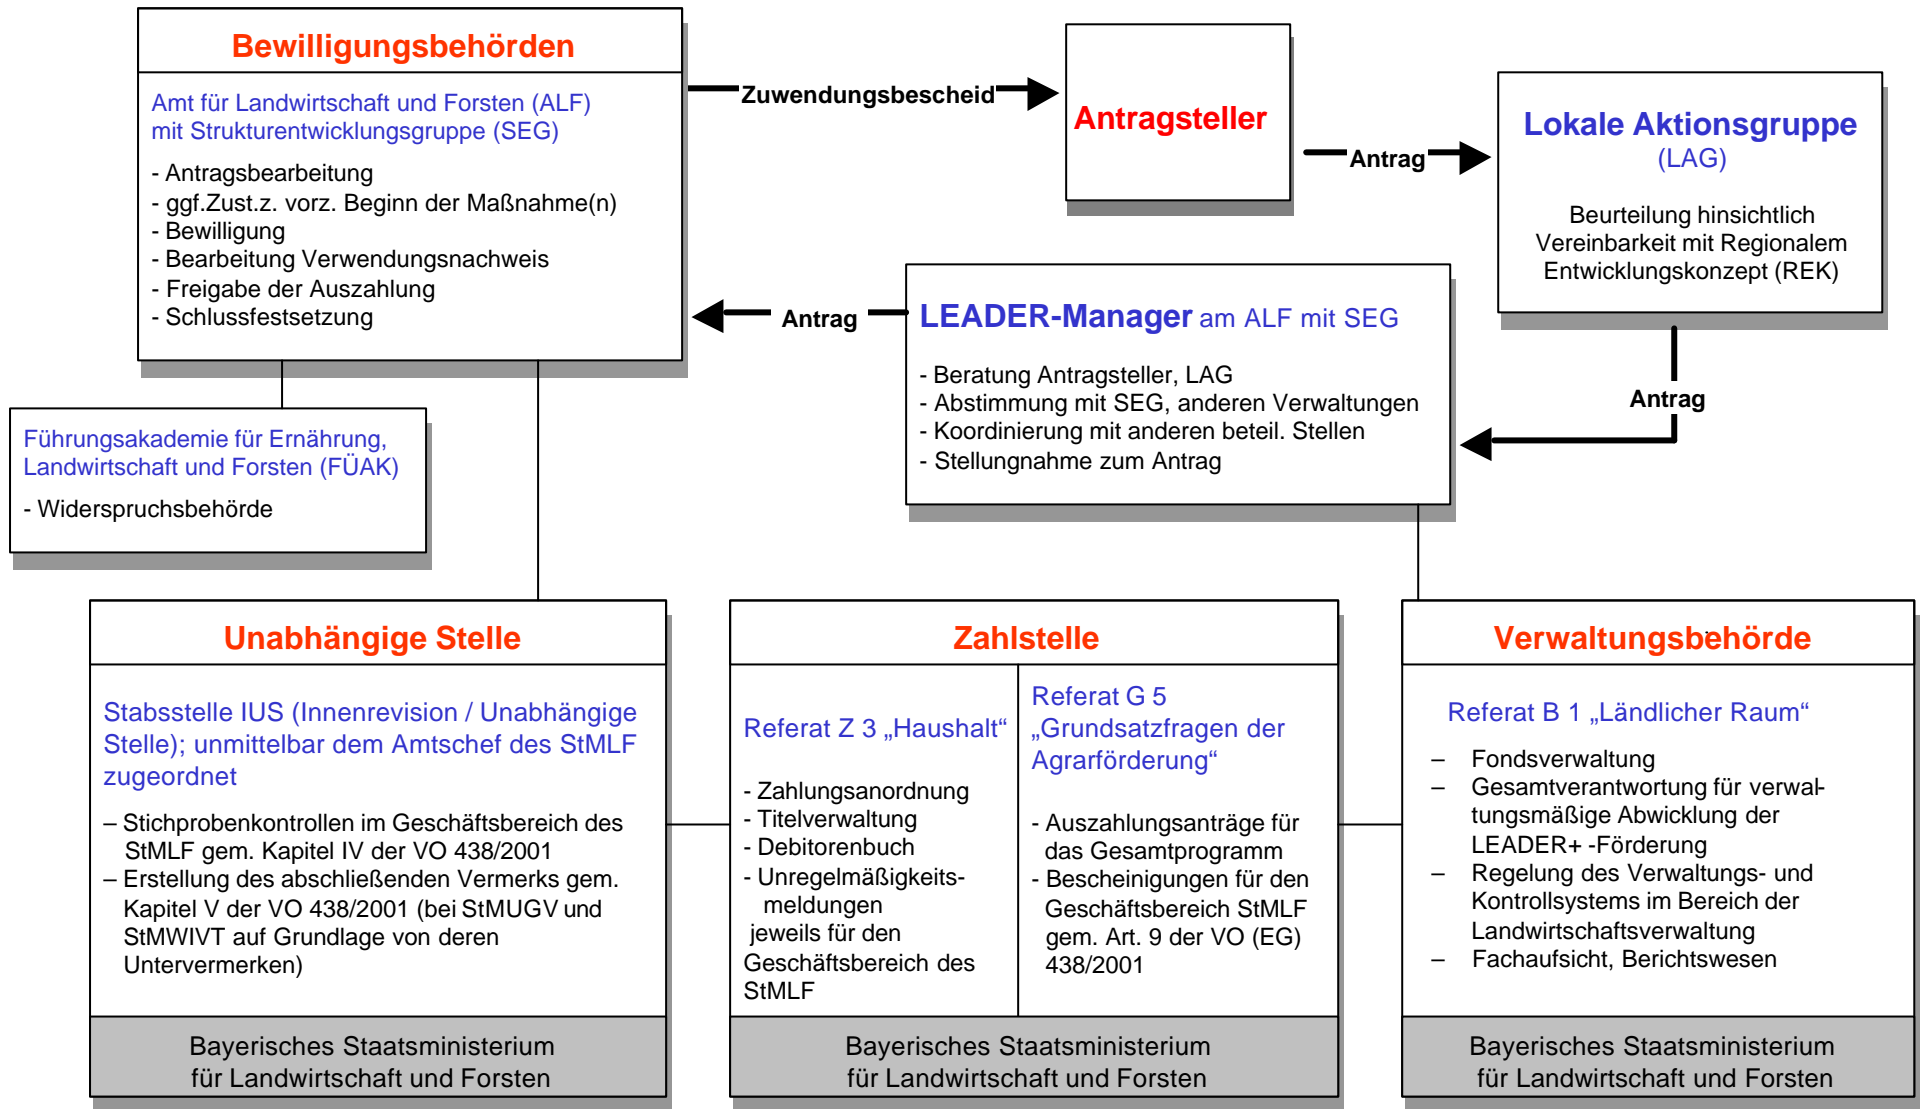 Bewilligungsbehörden
Amt für Landwirtschaft und Forsten (ALF)
mit Strukturentwicklungsgruppe (SEG)
- Antragsbearbeitung
- ggf.Zust.z. vorz. Beginn der Maßnahme(n)
- Bewilligung
- Bearbeitung Verwendungsnachweis
- Freigabe der Auszahlung
- Schlussfestsetzung
Zuwendungsbescheid
Antragsteller
Antrag
Lokale Aktionsgruppe
(LAG)
Beurteilung hinsichtlich
Vereinbarkeit mit Regionalem
Entwicklungskonzept (REK)
Antrag
LEADER-Manager am ALF mit SEG
- Beratung Antragsteller, LAG
- Abstimmung mit SEG, anderen Verwaltungen
- Koordinierung mit anderen beteil. Stellen
- Stellungnahme zum Antrag
Antrag
Führungsakademie für Ernährung,
Landwirtschaft und Forsten (FÜAK)
- Widerspruchsbehörde
Unabhängige Stelle
Stabsstelle IUS (Innenrevision / Unabhängige
Stelle); unmittelbar dem Amtschef des StMLF
zugeordnet
– Stichprobenkontrollen im Geschäftsbereich des
StMLF gem. Kapitel IV der VO 438/2001
– Erstellung des abschließenden Vermerks gem.
Kapitel V der VO 438/2001 (bei StMUGV und
StMWIVT auf Grundlage von deren
Untervermerken)
Bayerisches Staatsministerium
für Landwirtschaft und Forsten
Zahlstelle
Referat Z 3 „Haushalt“
- Zahlungsanordnung
- Titelverwaltung
- Debitorenbuch
- Unregelmäßigkeits-
meldungen
jeweils für den
Geschäftsbereich des
StMLF
Referat G 5
„Grundsatzfragen der
Agrarförderung“
- Auszahlungsanträge für
das Gesamtprogramm
- Bescheinigungen für den
Geschäftsbereich StMLF
gem. Art. 9 der VO (EG)
438/2001
Bayerisches Staatsministerium
für Landwirtschaft und Forsten
Verwaltungsbehörde
Referat B 1 „Ländlicher Raum“
– Fondsverwaltung
– Gesamtverantwortung für verwal-
tungsmäßige Abwicklung der
LEADER+ -Förderung
– Regelung des Verwaltungs- und
Kontrollsystems im Bereich der
Landwirtschaftsverwaltung
– Fachaufsicht, Berichtswesen
Bayerisches Staatsministerium
für Landwirtschaft und Forsten